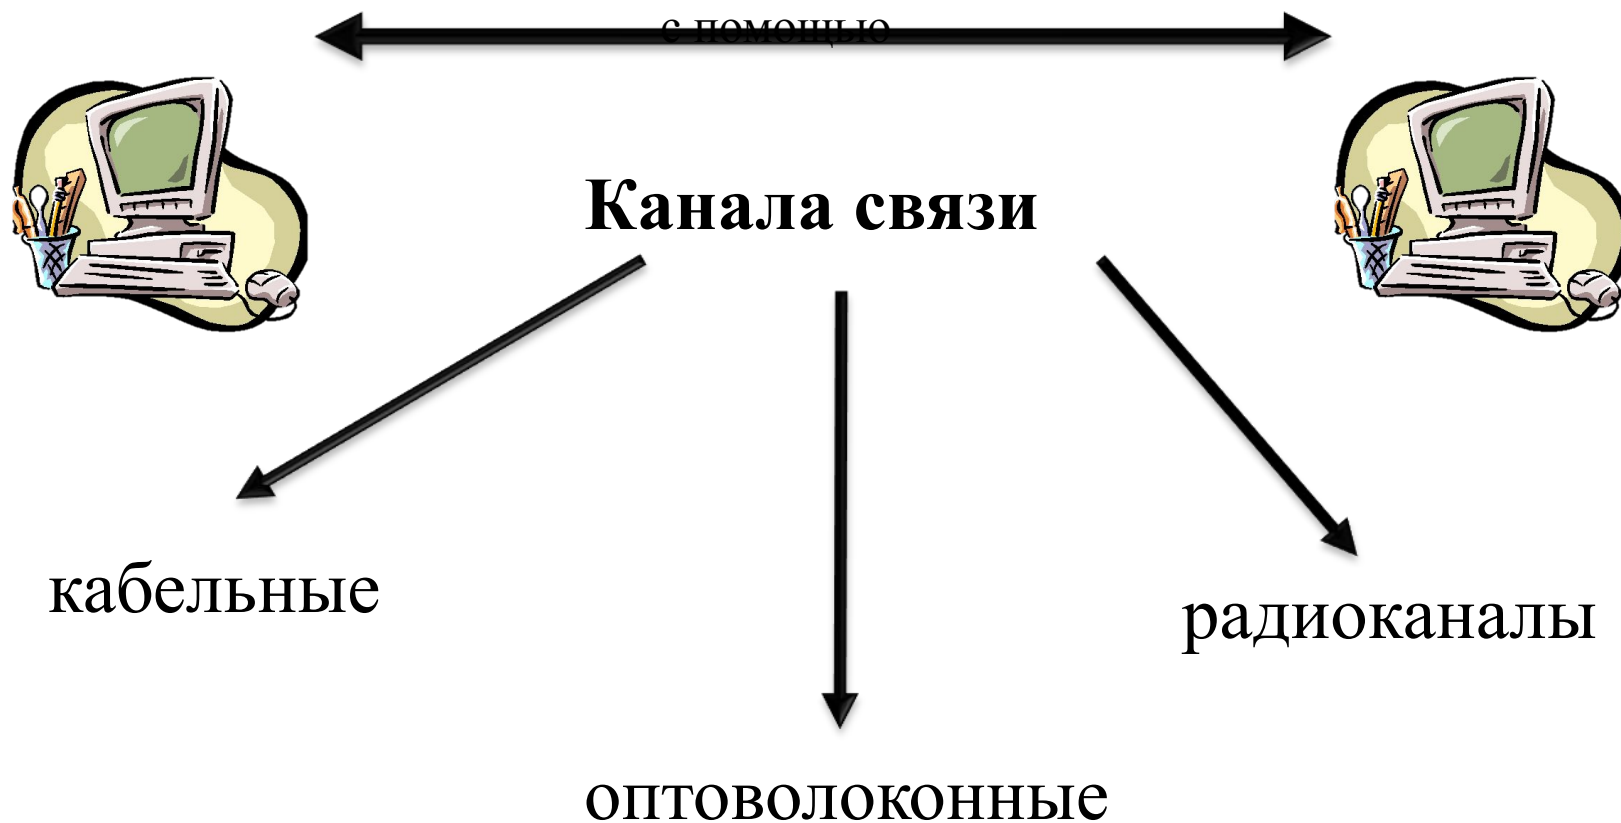 с помощью
Канала связи
кабельные
радиоканалы
оптоволоконные